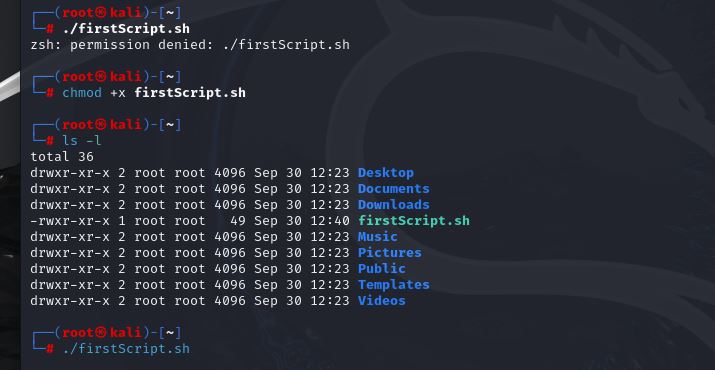 ┌──(root㉿kali)-[~]
└─# ./firstScript.sh
zsh: permission denied: ./firstScript.sh
┌──(root㉿kali)-[~]
└─# chmod +x firstScript.sh
┌──(root㉿kali)-[~]
└─# ls -l
total 36
drwxr-xr-x 2 root root 4096 Sep 30 12:23 Desktop
drwxr-xr-x 2 root root 4096 Sep 30 12:23 Documents
drwxr-xr-x 2 root root 4096 Sep 30 12:23 Downloads
-rwxr-xr-x 1 root root   49 Sep 30 12:40 firstScript.sh
drwxr-xr-x 2 root root 4096 Sep 30 12:23 Music
drwxr-xr-x 2 root root 4096 Sep 30 12:23 Pictures
drwxr-xr-x 2 root root 4096 Sep 30 12:23 Public
drwxr-xr-x 2 root root 4096 Sep 30 12:23 Templates
drwxr-xr-x 2 root root 4096 Sep 30 12:23 Videos
┌──(root㉿kali)-[~]
└─# ./firstScript.sh